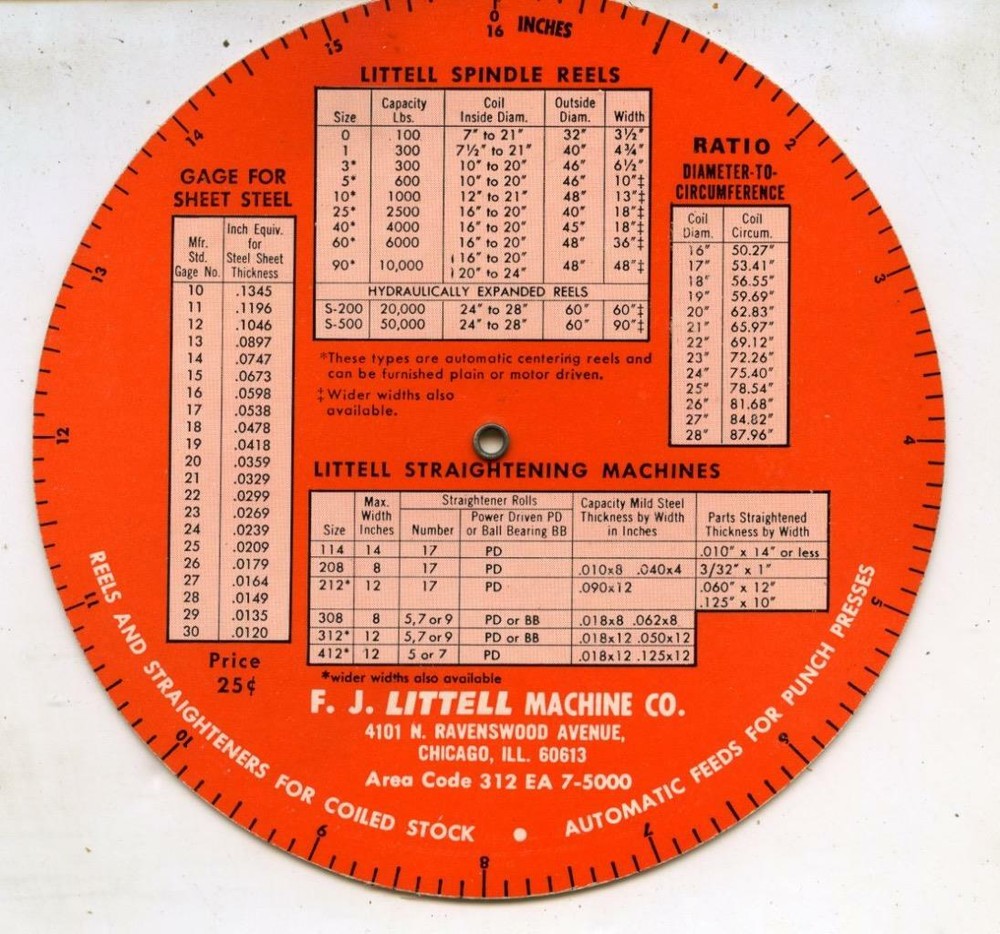 0
16 INCHES
1
2
3
4
5
6
7
8
9
10
11
12
13
14
15
LITTELL SPINDLE REELS
Size Capacity Lbs. Coil Inside Diam. Outside Diam. Width
0 100 7" to 21" 32" 3½"
1 300 7½" to 21" 40" 4¾"
3* 300 10" to 20" 46" 6½"
5* 600 10" to 20" 46" 10"‡
10* 1000 12" to 21" 48" 13"‡
25* 2500 16" to 20" 40" 18"‡
40* 4000 16" to 20" 45" 18"‡
60* 6000 16" to 20" 48" 36"‡
90* 10,000 16" to 20" 48" 48"‡
20" to 24"
HYDRAULICALLY EXPANDED REELS
S-200 20,000 24" to 28" 60" 60"‡
S-500 50,000 24" to 28" 60" 90"‡
*These types are automatic centering reels and
can be furnished plain or motor driven.
‡Wider widths also
available.
GAGE FOR
SHEET STEEL
Mfr. Std. Gage No. Inch Equiv. for Steel Sheet Thickness
10 .1345
11 .1196
12 .1046
13 .0897
14 .0747
15 .0673
16 .0598
17 .0538
18 .0478
19 .0418
20 .0359
21 .0329
22 .0299
23 .0269
24 .0239
25 .0209
26 .0179
27 .0164
28 .0149
29 .0135
30 .0120
Price
25¢
RATIO
DIAMETER-TO-
CIRCUMFERENCE
Coil Diam. Coil Circum.
16" 50.27"
17" 53.41"
18" 56.55"
19" 59.69"
20" 62.83"
21" 65.97"
22" 69.12"
23" 72.26"
24" 75.40"
25" 78.54"
26" 81.68"
27" 84.82"
28" 87.96"
LITTELL STRAIGHTENING MACHINES
Size Max. Width Inches Straightener Rolls Number Power Driven PD or Ball Bearing BB Capacity Mild Steel Thickness by Width in Inches Parts Straightened Thickness by Width
114 14 17 PD .010" x 14" or less
208 8 17 PD .010x8 .040x4 3/32" x 1"
212* 12 17 PD .090x12 .060" x 12"
.125" x 10"
308 8 5,7 or 9 PD or BB .018x8 .062x8
312* 12 5,7 or 9 PD or BB .018x12 .050x12
412* 12 5 or 7 PD .018x12 .125x12
*wider widths also available
F. J. LITTELL MACHINE CO.
4101 N. RAVENSWOOD AVENUE,
CHICAGO, ILL. 60613
Area Code 312 EA 7-5000
REELS AND STRAIGHTENERS FOR COILED STOCK • AUTOMATIC FEEDS FOR PUNCH PRESSES